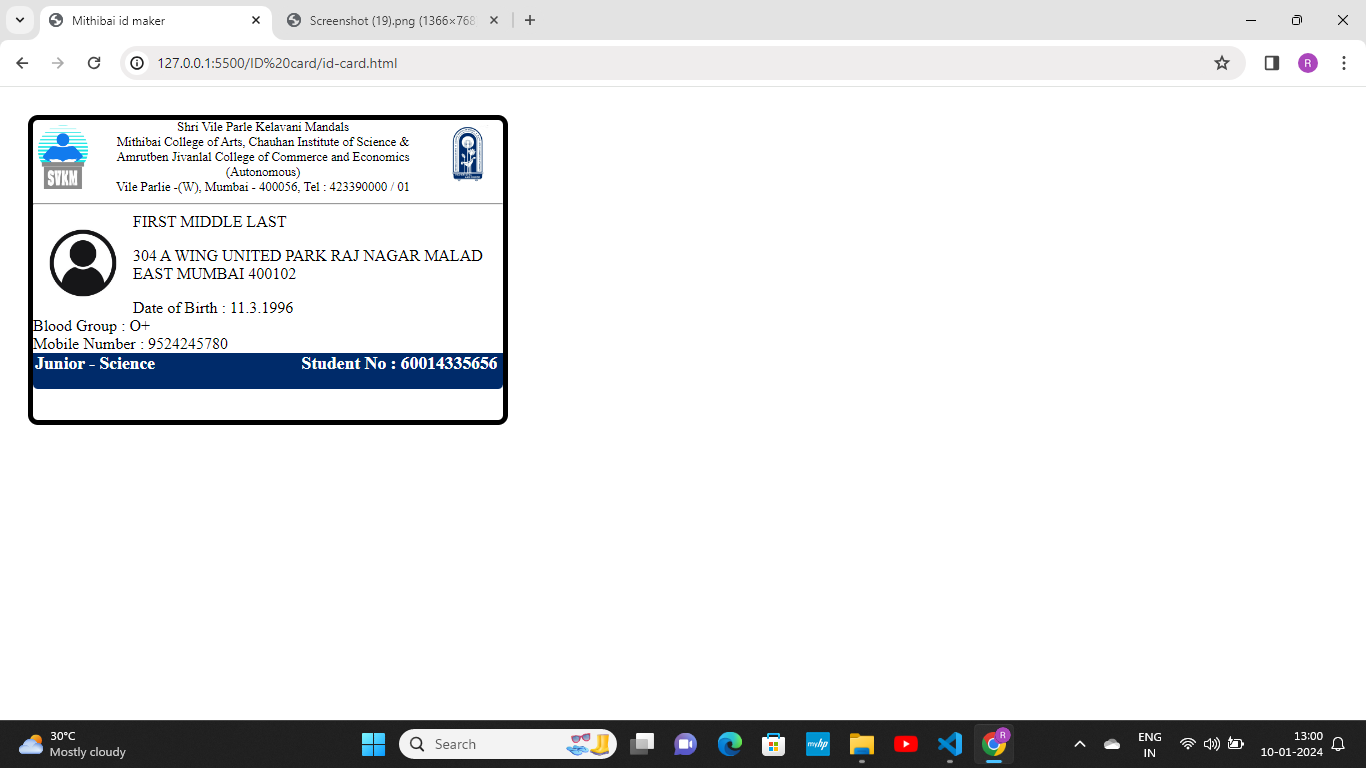 Mithibai id maker
Screenshot (19).png (1366×768
127.0.0.1:5500/ID%20card/id-card.html
R
SVKM
Shri Vile Parle Kelavani Mandals
Mithibai College of Arts, Chauhan Institute of Science &
Amrutben Jivanlal College of Commerce and Economics
(Autonomous)
Vile Parlie -(W), Mumbai - 400056, Tel : 423390000 / 01
FIRST MIDDLE LAST
304 A WING UNITED PARK RAJ NAGAR MALAD
EAST MUMBAI 400102
Date of Birth : 11.3.1996
Blood Group : O+
Mobile Number : 9524245780
Junior - Science Student No : 60014335656
30°C
Mostly cloudy
Search
myhp
R
ENG
IN
13:00
10-01-2024